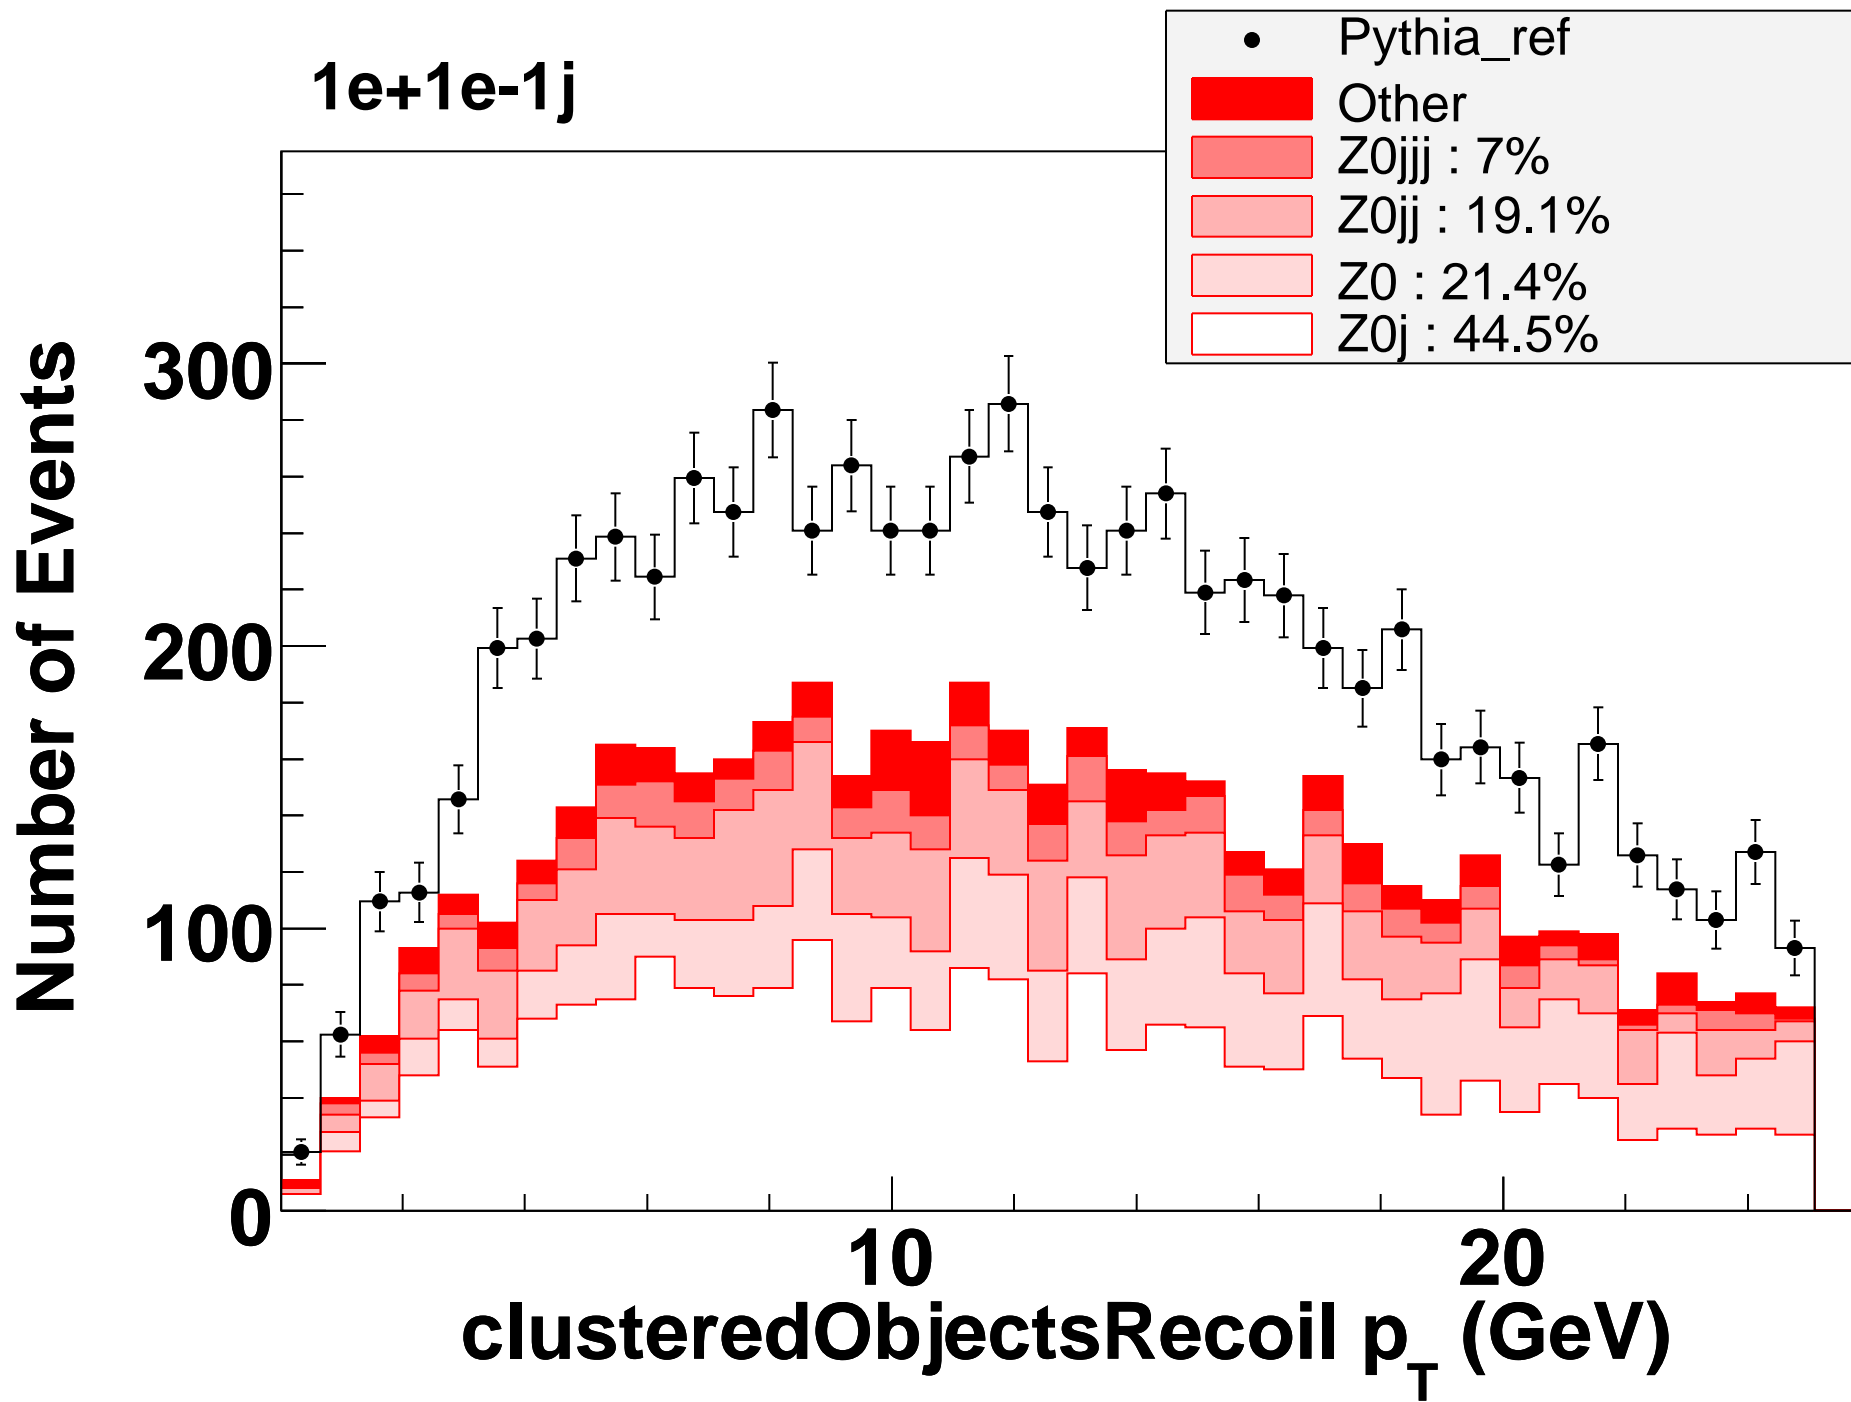 1e+1e-1j
Pythia_ref
Other
Z0jjj : 7%
Z0jj : 19.1%
Z0 : 21.4%
Z0j : 44.5%
Number of Events
300
200
100
0
10
20
clusteredObjectsRecoil p_T (GeV)